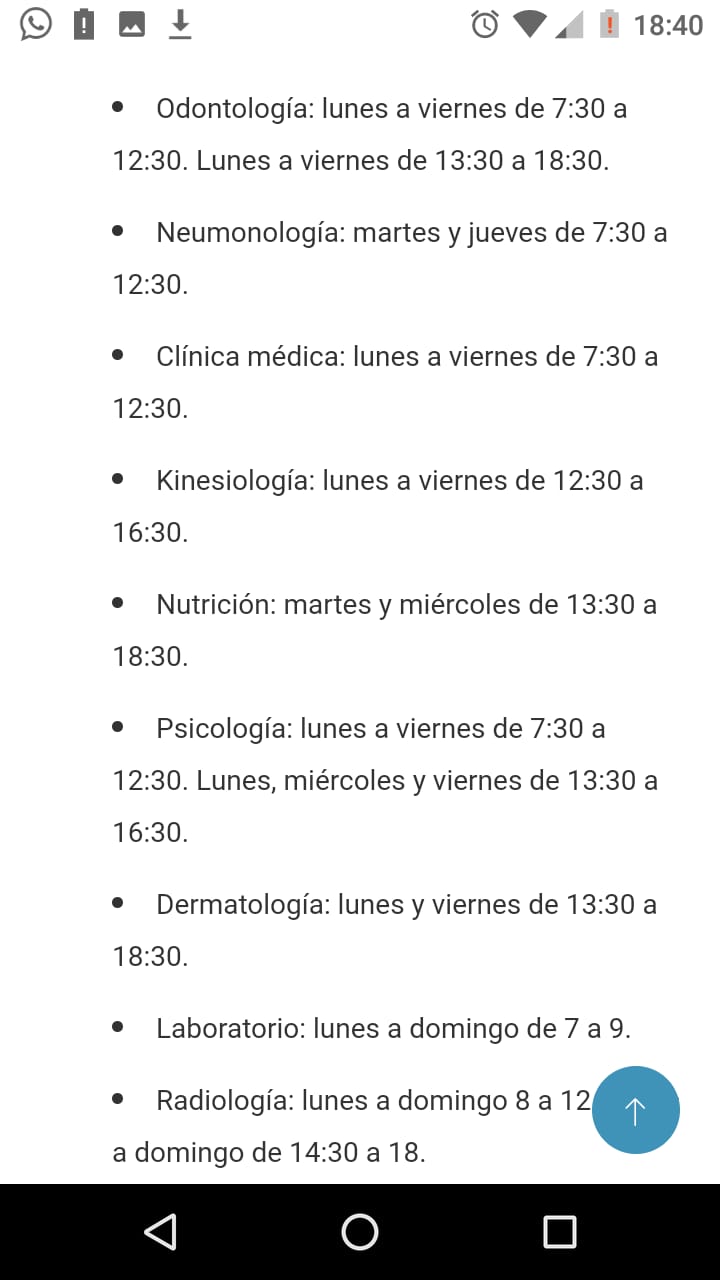 18:40
• Odontología: lunes a viernes de 7:30 a
12:30. Lunes a viernes de 13:30 a 18:30.
• Neumonología: martes y jueves de 7:30 a
12:30.
• Clínica médica: lunes a viernes de 7:30 a
12:30.
• Kinesiología: lunes a viernes de 12:30 a
16:30.
• Nutrición: martes y miércoles de 13:30 a
18:30.
• Psicología: lunes a viernes de 7:30 a
12:30. Lunes, miércoles y viernes de 13:30 a
16:30.
• Dermatología: lunes y viernes de 13:30 a
18:30.
• Laboratorio: lunes a domingo de 7 a 9.
• Radiología: lunes a domingo 8 a 12
a domingo de 14:30 a 18.